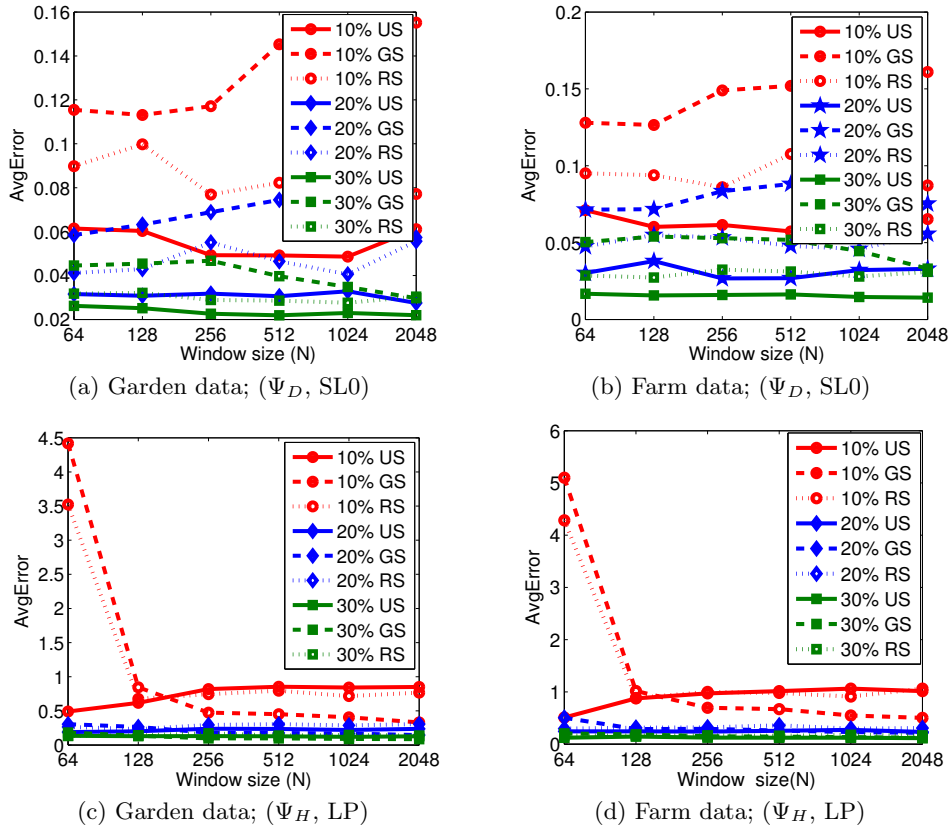 0.16
0.14
0.12
0.1
0.08
0.06
0.04
0.02
AvgError
64 128 256 512 1024 2048
Window size (N)
10% US
10% GS
10% RS
20% US
20% GS
20% RS
30% US
30% GS
30% RS
(a) Garden data; (Ψ_D, SL0)
0.2
0.15
0.1
0.05
0
AvgError
64 128 256 512 1024 2048
Window size (N)
10% US
10% GS
10% RS
20% US
20% GS
20% RS
30% US
30% GS
30% RS
(b) Farm data; (Ψ_D, SL0)
4.5
4
3.5
3
2.5
2
1.5
1
0.5
0
AvgError
64 128 256 512 1024 2048
Window size (N)
10% US
10% GS
10% RS
20% US
20% GS
20% RS
30% US
30% GS
30% RS
(c) Garden data; (Ψ_H, LP)
6
5
4
3
2
1
0
AvgError
64 128 256 512 1024 2048
Window size(N)
10% US
10% GS
10% RS
20% US
20% GS
20% RS
30% US
30% GS
30% RS
(d) Farm data; (Ψ_H, LP)